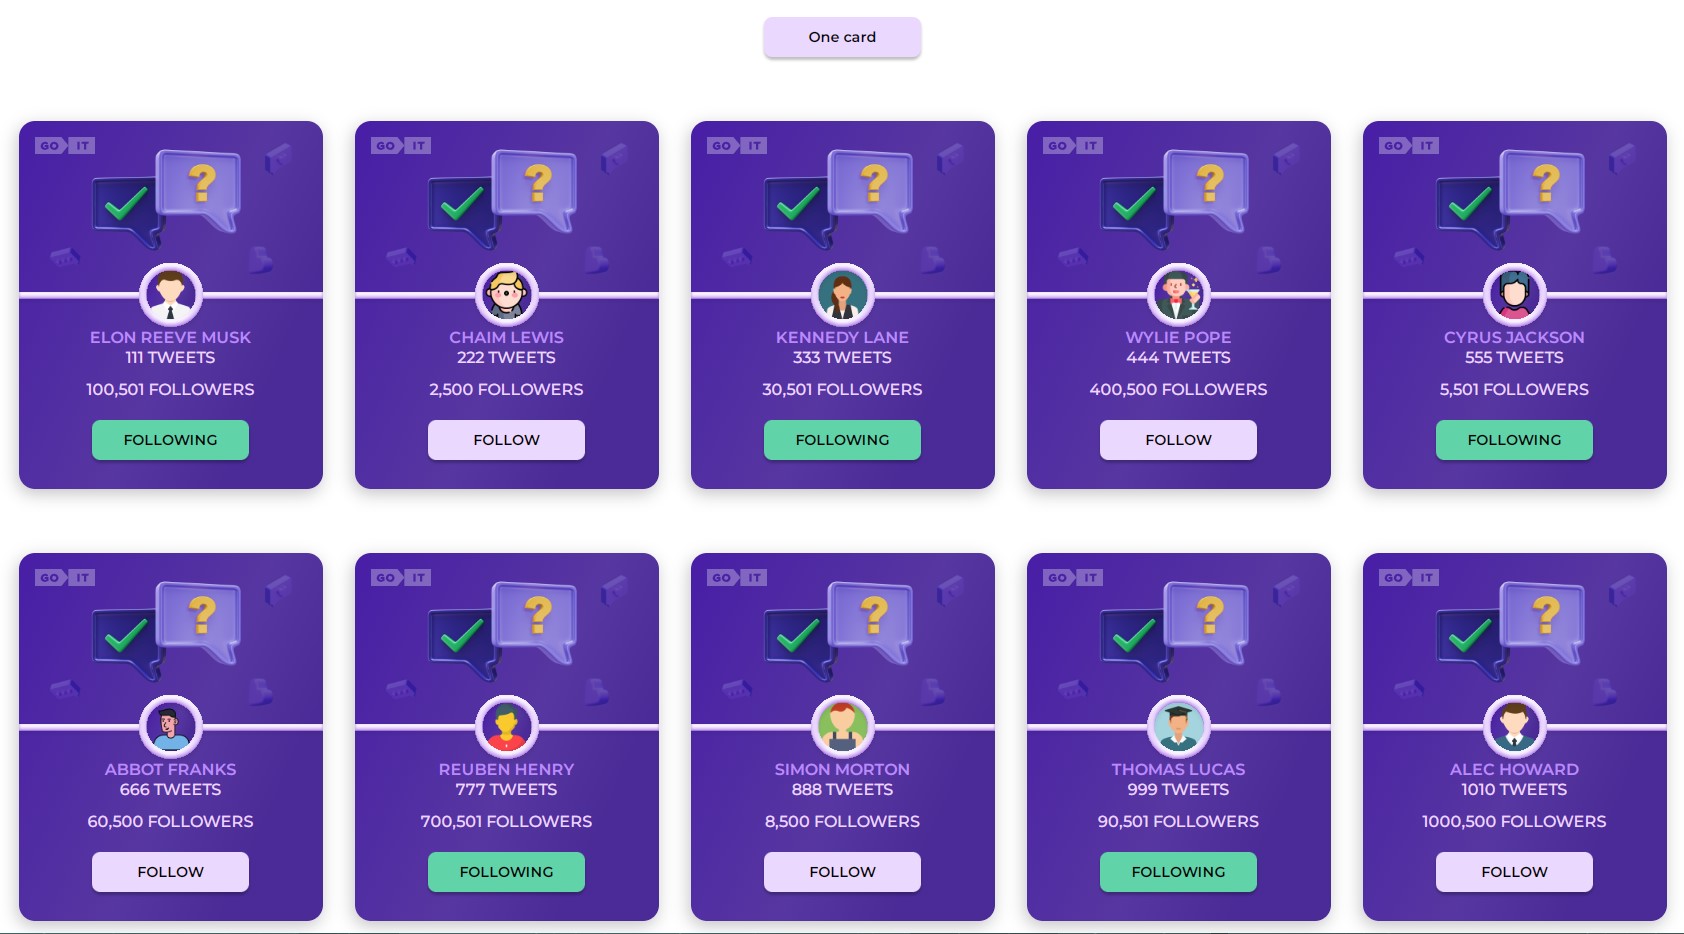 One card
GO IT
ELON REEVE MUSK
111 TWEETS
100,501 FOLLOWERS
FOLLOWING
GO IT
CHAIM LEWIS
222 TWEETS
2,500 FOLLOWERS
FOLLOW
GO IT
KENNEDY LANE
333 TWEETS
30,501 FOLLOWERS
FOLLOWING
GO IT
WYLIE POPE
444 TWEETS
400,500 FOLLOWERS
FOLLOW
GO IT
CYRUS JACKSON
555 TWEETS
5,501 FOLLOWERS
FOLLOWING
GO IT
ABBOT FRANKS
666 TWEETS
60,500 FOLLOWERS
FOLLOW
GO IT
REUBEN HENRY
777 TWEETS
700,501 FOLLOWERS
FOLLOWING
GO IT
SIMON MORTON
888 TWEETS
8,500 FOLLOWERS
FOLLOW
GO IT
THOMAS LUCAS
999 TWEETS
90,501 FOLLOWERS
FOLLOWING
GO IT
ALEC HOWARD
1010 TWEETS
1000,500 FOLLOWERS
FOLLOW